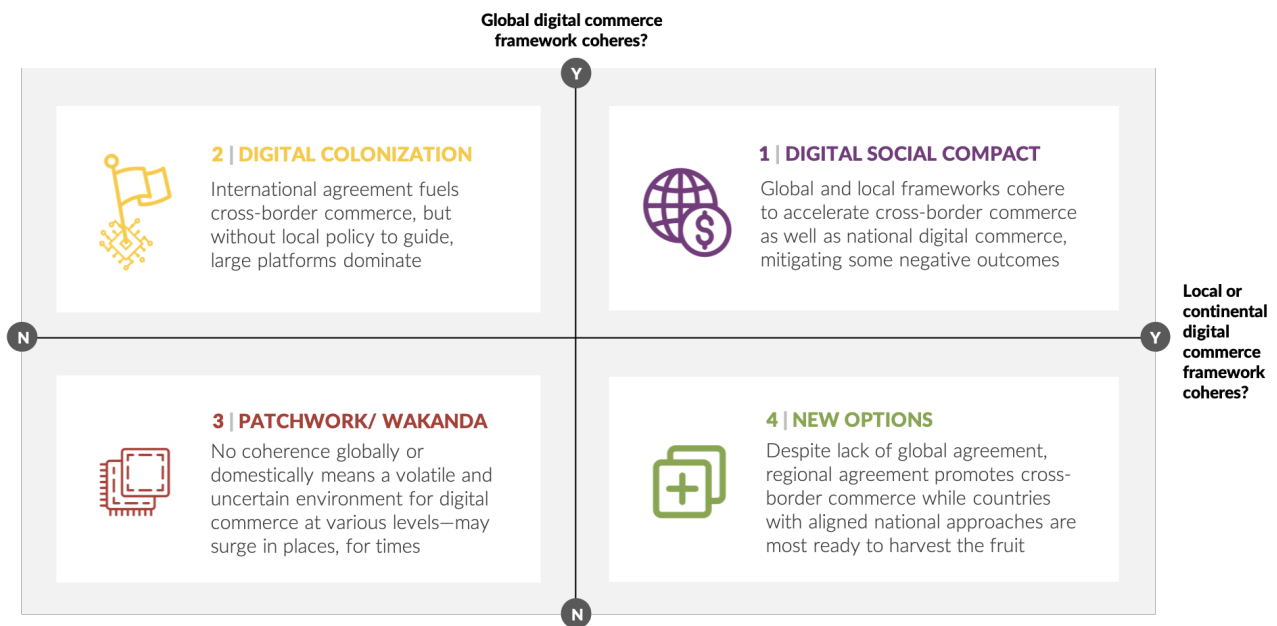 Global digital commerce
framework coheres?
Y
2 | DIGITAL COLONIZATION
International agreement fuels
cross-border commerce, but
without local policy to guide,
large platforms dominate
1 | DIGITAL SOCIAL COMPACT
Global and local frameworks cohere
to accelerate cross-border commerce
as well as national digital commerce,
mitigating some negative outcomes
$
N
Y
Local or
continental
digital
commerce
framework
coheres?
3 | PATCHWORK/ WAKANDA
No coherence globally or
domestically means a volatile and
uncertain environment for digital
commerce at various levels—may
surge in places, for times
4 | NEW OPTIONS
Despite lack of global agreement,
regional agreement promotes cross-
border commerce while countries
with aligned national approaches are
most ready to harvest the fruit
N